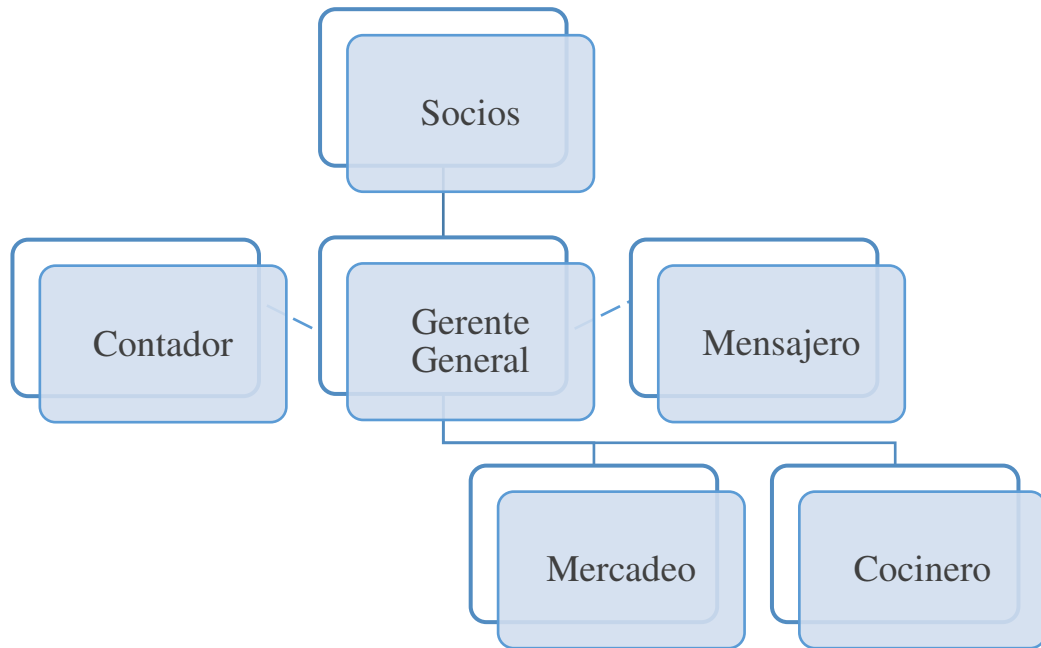 Socios
Contador
Gerente
General
Mensajero
Mercadeo
Cocinero